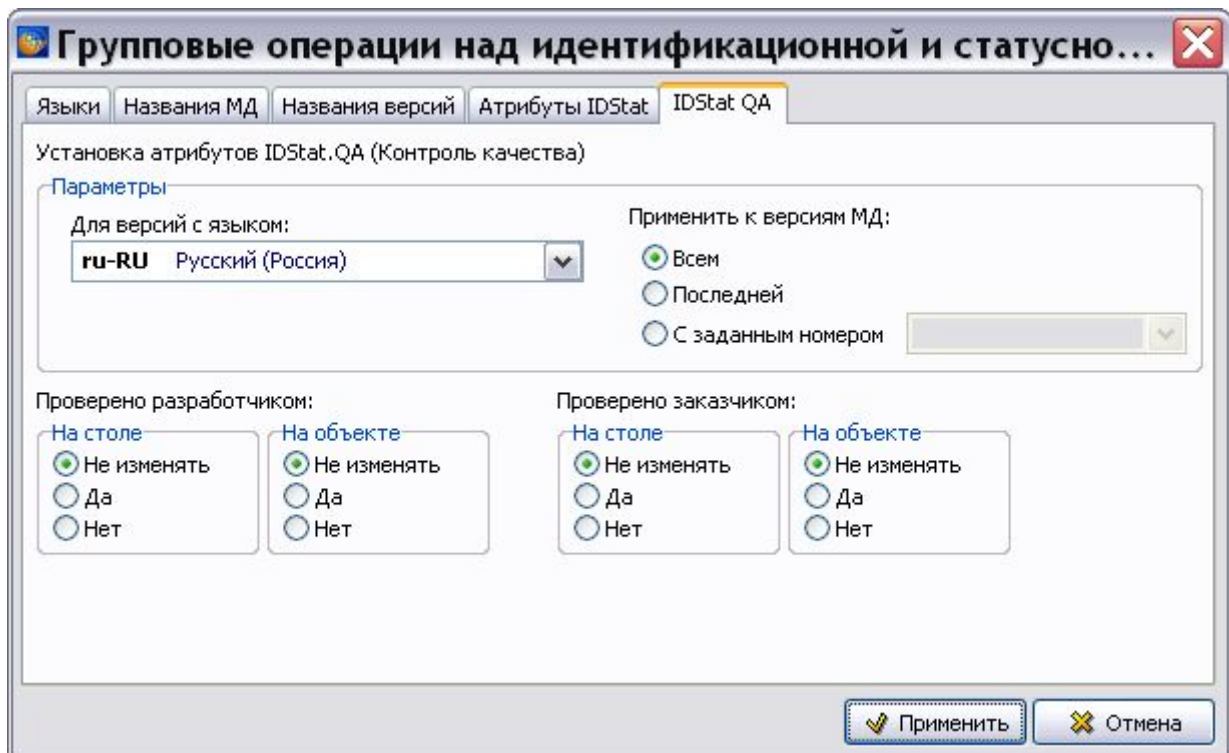 Групповые операции над идентификационной и статусно...
Языки Названия МД Названия версий Атрибуты IDStat IDStat QA
Установка атрибутов IDStat.QA (Контроль качества)
Параметры
Для версий с языком:
ru-RU Русский (Россия)
Применить к версиям МД:
Всем
Последней
С заданным номером
Проверено разработчиком:
На столе
Не изменять
Да
Нет
На объекте
Не изменять
Да
Нет
Проверено заказчиком:
На столе
Не изменять
Да
Нет
На объекте
Не изменять
Да
Нет
Применить Отмена